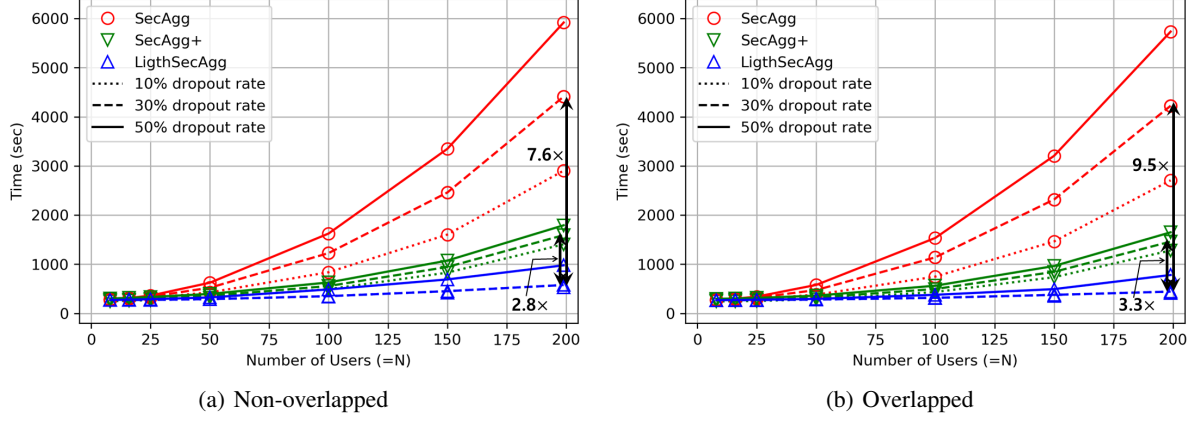 6000
5000
4000
3000
2000
1000
0
Time (sec)
SecAgg
SecAgg+
LigthSecAgg
10% dropout rate
30% dropout rate
50% dropout rate
7.6×
2.8×
0 25 50 75 100 125 150 175 200
Number of Users (=N)
(a) Non-overlapped
6000
5000
4000
3000
2000
1000
0
Time (sec)
SecAgg
SecAgg+
LigthSecAgg
10% dropout rate
30% dropout rate
50% dropout rate
9.5×
3.3×
0 25 50 75 100 125 150 175 200
Number of Users (=N)
(b) Overlapped